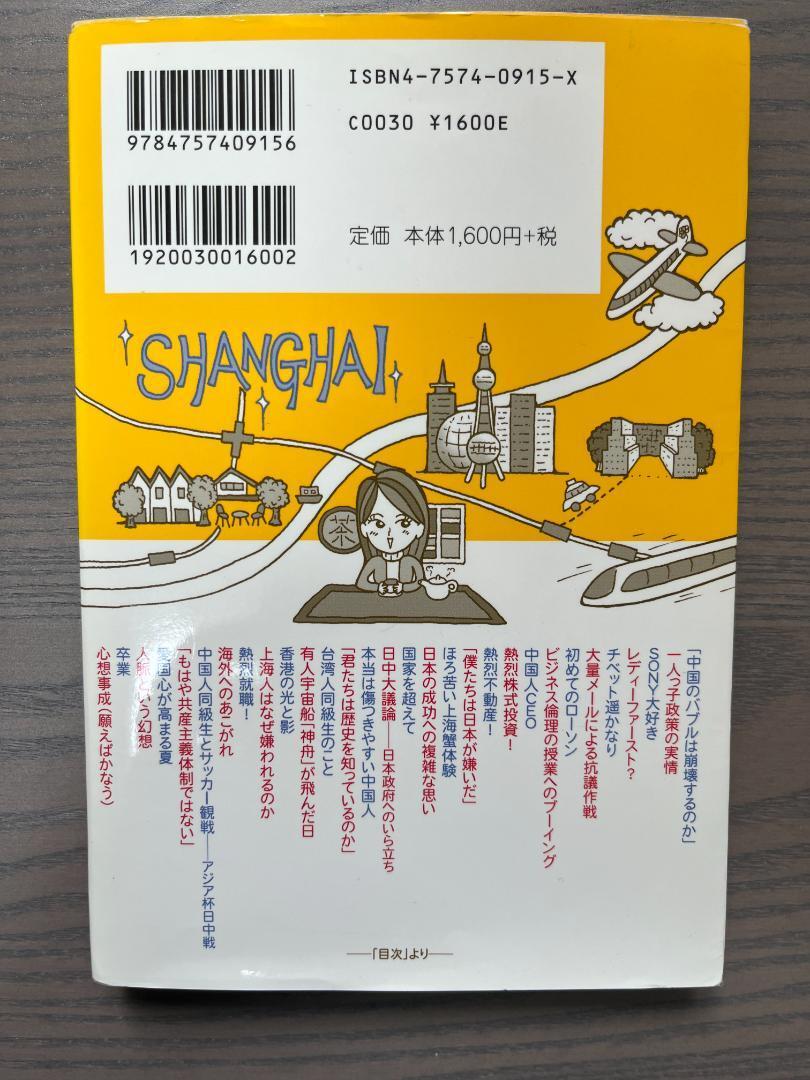 ISBN4-7574-0915-X
9784757409156
C0030 ¥1600E
1920030016002
定価 本体1,600円+税
SHANGHAI
茶
「中国のバブルは崩壊するのか」
一人っ子政策の実情
SONY大好き
レディーファースト?
チベット遥かなり
大量メールによる抗議作戦
初めてのローソン
ビジネス倫理の授業へのブーイング
中国人CEO
熱烈株式投資!
熱烈不動産!
「僕たちは日本が嫌いだ」
ほろ苦い上海蟹体験
日本の成功への複雑な思い
国家を超えて
日中大議論──日本政府へのいら立ち
本当は傷つきやすい中国人
「君たちは歴史を知っているのか」
台湾人同級生のこと
有人宇宙船「神舟」が飛んだ日
香港の光と影
上海人はなぜ嫌われるのか
熱烈就職!
海外へのあこがれ
中国人同級生とサッカー観戦──アジア杯日中戦
「もはや共産主義体制ではない」
愛国心が高まる夏
人脈という幻想
卒業
心想事成(願えばかなう)
──「目次」より──